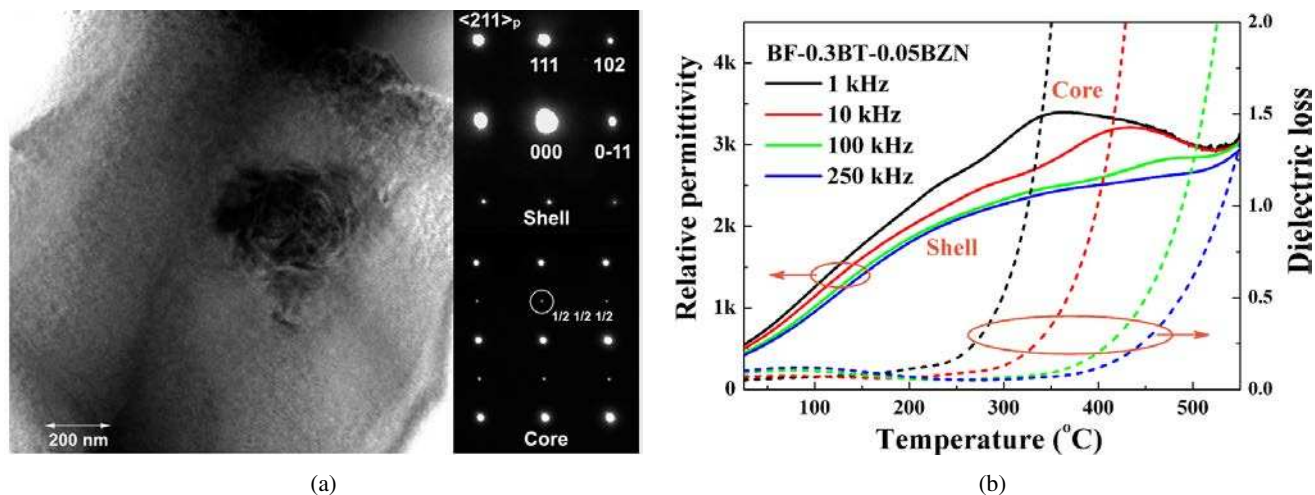 <211>p
111 102
000 0-11
Shell
1/2 1/2 1/2
Core
200 nm
(a)
BF-0.3BT-0.05BZN
1 kHz
10 kHz
100 kHz
250 kHz
Core
Shell
Relative permittivity
4k
3k
2k
1k
0
100 200 300 400 500
Temperature (°C)
2.0
1.5
1.0
0.5
0.0
Dielectric loss
(b)